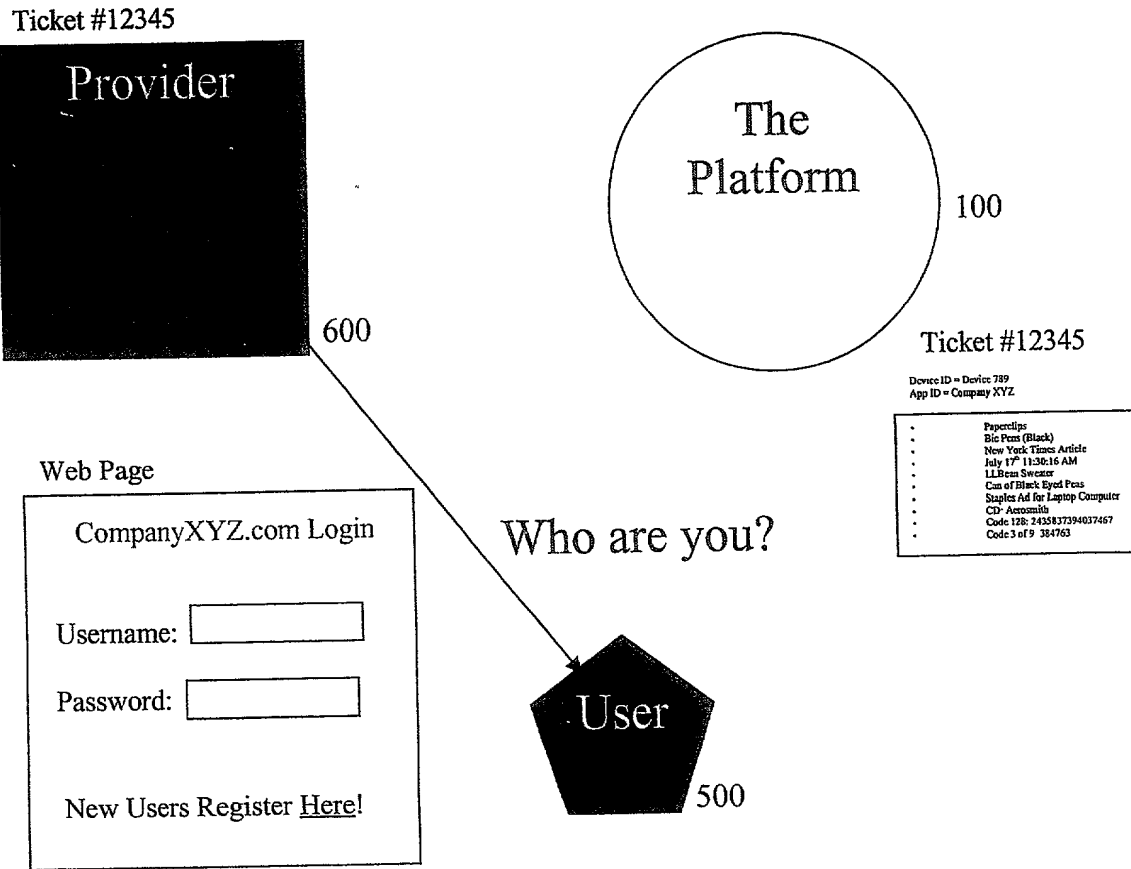 Ticket #12345
Provider
600
The
Platform
100
Ticket #12345
Device ID = Device 789
App ID = Company XYZ
• Paperclips
• Bic Pens (Black)
• New York Times Article
• July 17th 11:30:16 AM
• LLBean Sweater
• Can of Black Eyed Peas
• Staples Ad for Laptop Computer
• CD- Aerosmith
• Code 128: 2435837394037467
• Code 3 of 9 384763
Web Page
CompanyXYZ.com Login
Username:
Password:
New Users Register Here!
Who are you?
User
500